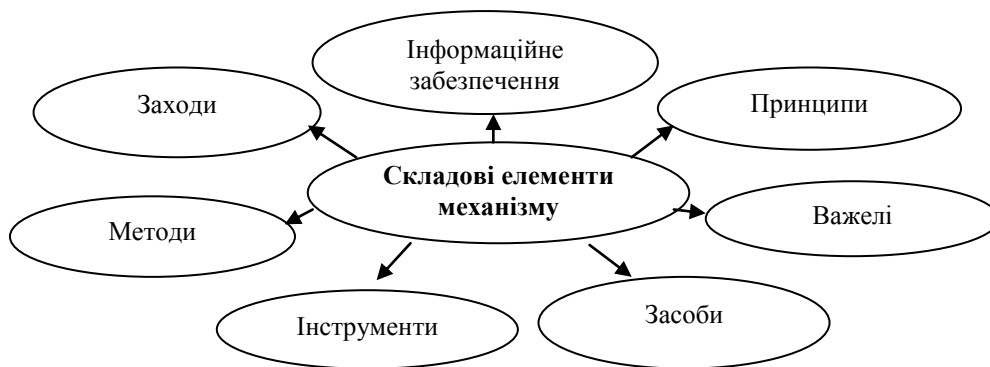 Інформаційне
забезпечення
Заходи
Принципи
Складові елементи
механізму
Методи
Важелі
Інструменти
Засоби